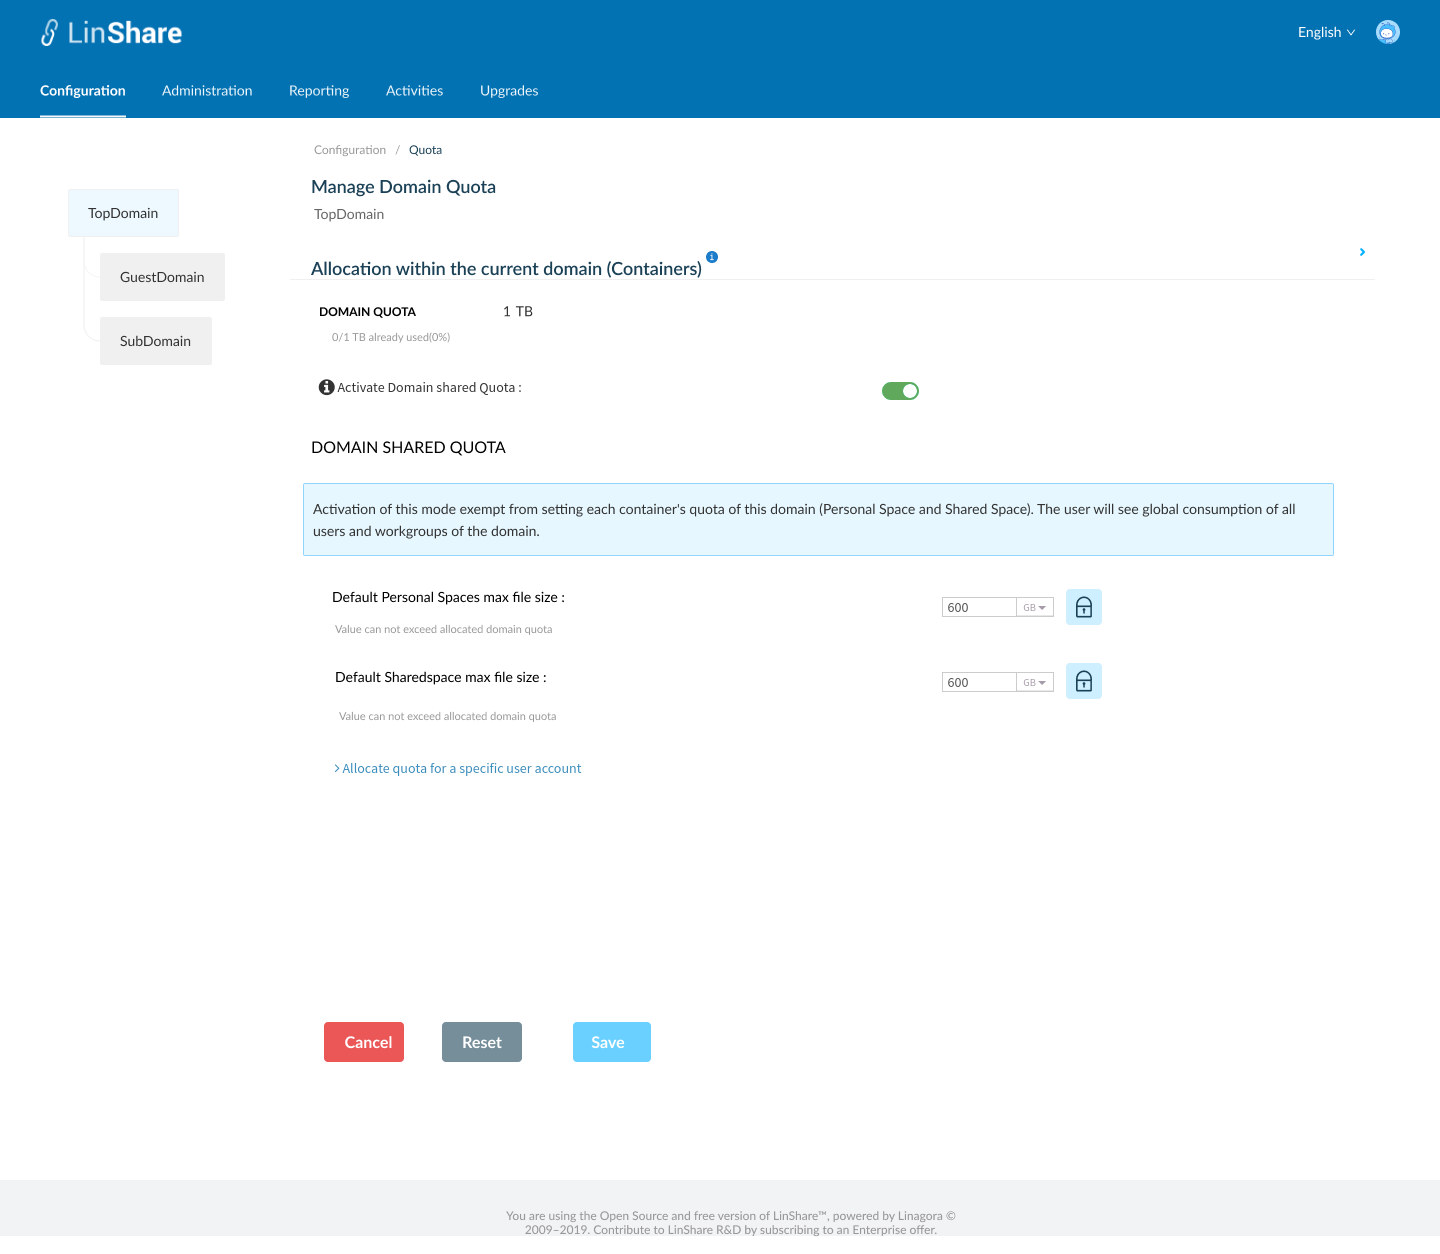 LinShare
English
Configuration
Administration
Reporting
Activities
Upgrades
Configuration / Quota
Manage Domain Quota
TopDomain
TopDomain
GuestDomain
SubDomain
Allocation within the current domain (Containers)
DOMAIN QUOTA
1 TB
0/1 TB already used(0%)
Activate Domain shared Quota :
DOMAIN SHARED QUOTA
Activation of this mode exempt from setting each container's quota of this domain (Personal Space and Shared Space). The user will see global consumption of all
users and workgroups of the domain.
Default Personal Spaces max file size :
600
GB
Value can not exceed allocated domain quota
Default Sharedspace max file size :
600
GB
Value can not exceed allocated domain quota
> Allocate quota for a specific user account
Cancel
Reset
Save
You are using the Open Source and free version of LinShare™, powered by Linagora ©
2009–2019. Contribute to LinShare R&D by subscribing to an Enterprise offer.